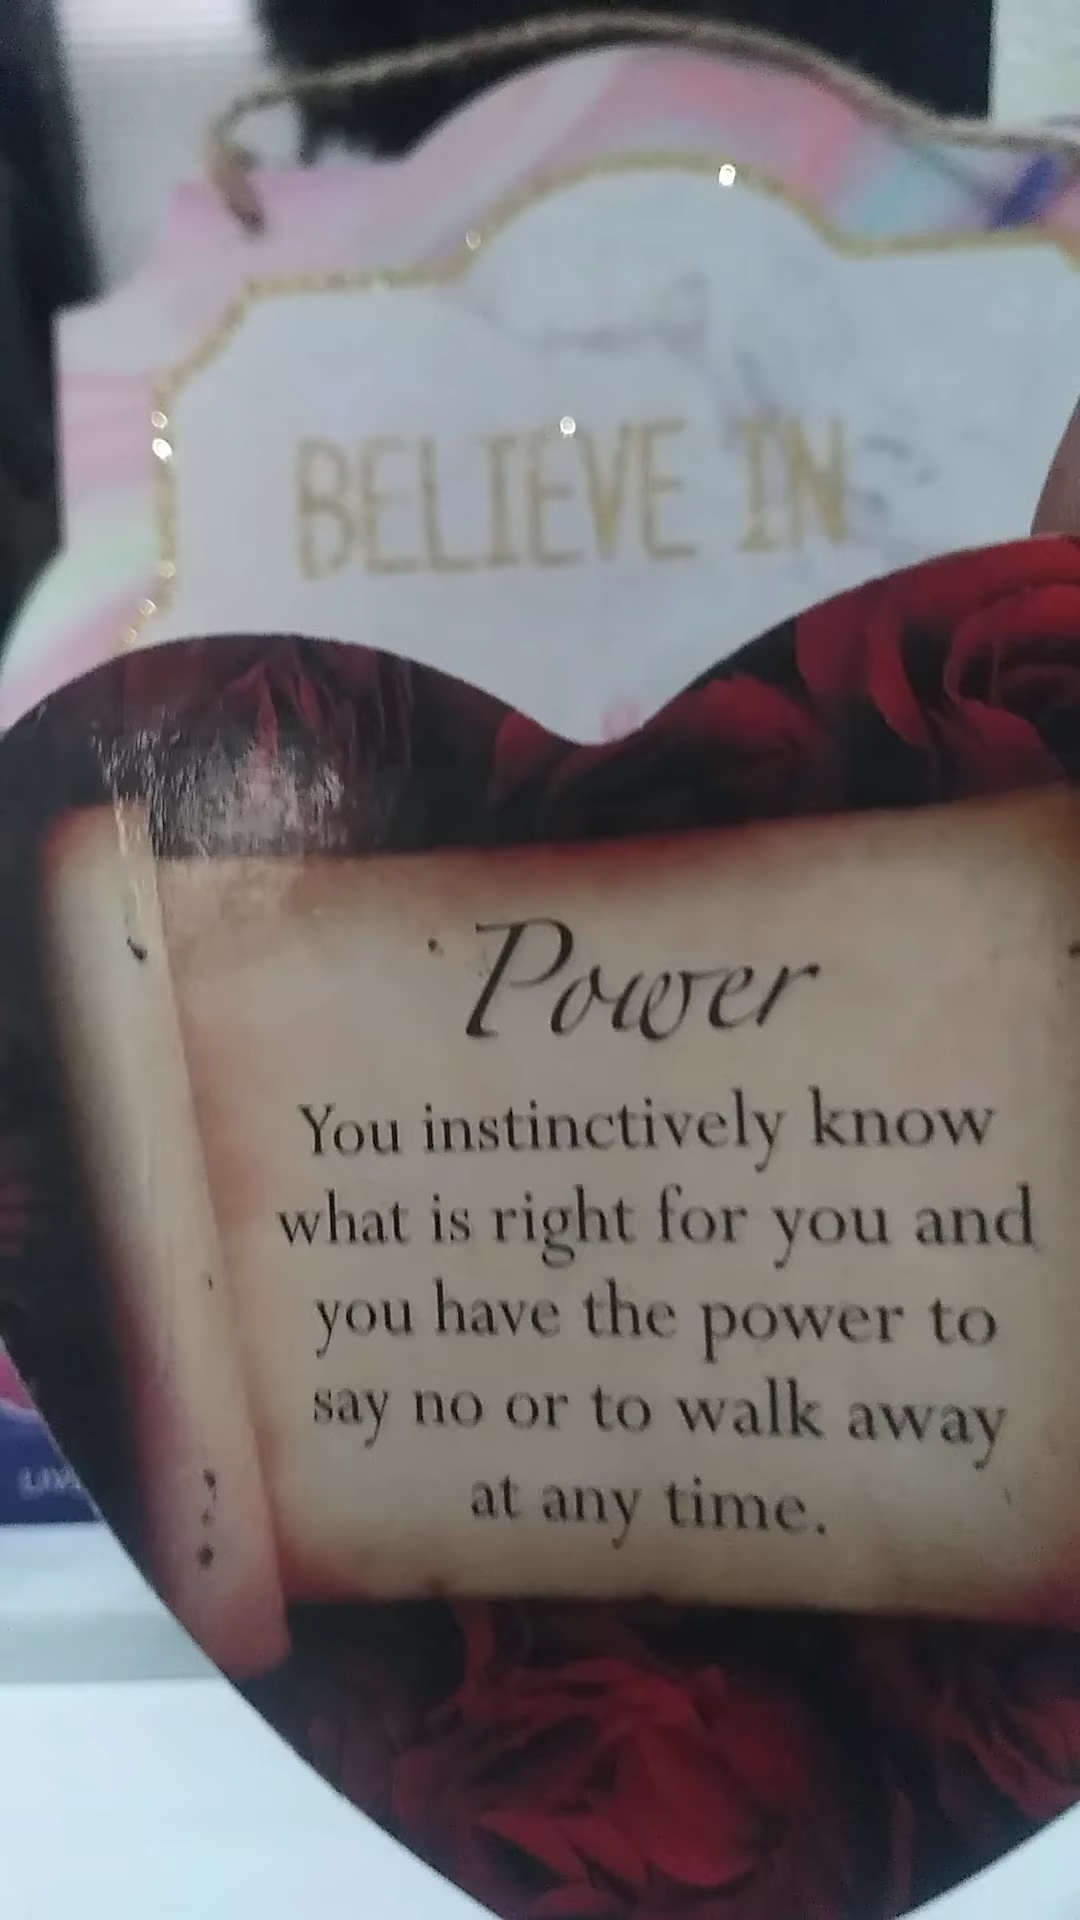 BELIEVE IN
Power
You instinctively know
what is right for you and
you have the power to
say no or to walk away
at any time.